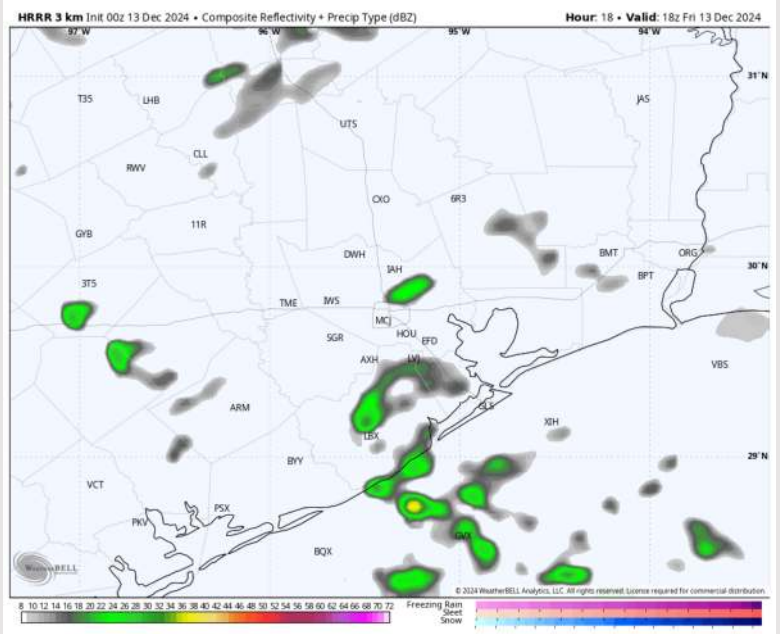 HRRR 3 km Init 00z 13 Dec 2024 • Composite Reflectivity + Precip Type (dBZ)
Hour: 18 • Valid: 18z Fri 13 Dec 2024
97°W 96°W 95°W 94°W
31°N
T35 LHB JAS
UTS
CLL
RWV
CXO 6R3
11R
GYB
DWH BMT ORG
30°N
IAH
BPT
3T5
TME IWS
MCJ
HOU
SGR EFD
AXH LVJ VBS
ARM GLS
XIH
LBX
29°N
BYY
VCT
PSX
PKV
GVX
BQX
WeatherBELL
© 2024 WeatherBELL Analytics, LLC. All rights reserved. License required for commercial distribution.
8 10 12 14 16 18 20 22 24 26 28 30 32 34 36 38 40 42 44 46 48 50 52 54 56 58 60 62 64 66 68 70 72
Freezing Rain
Sleet
Snow